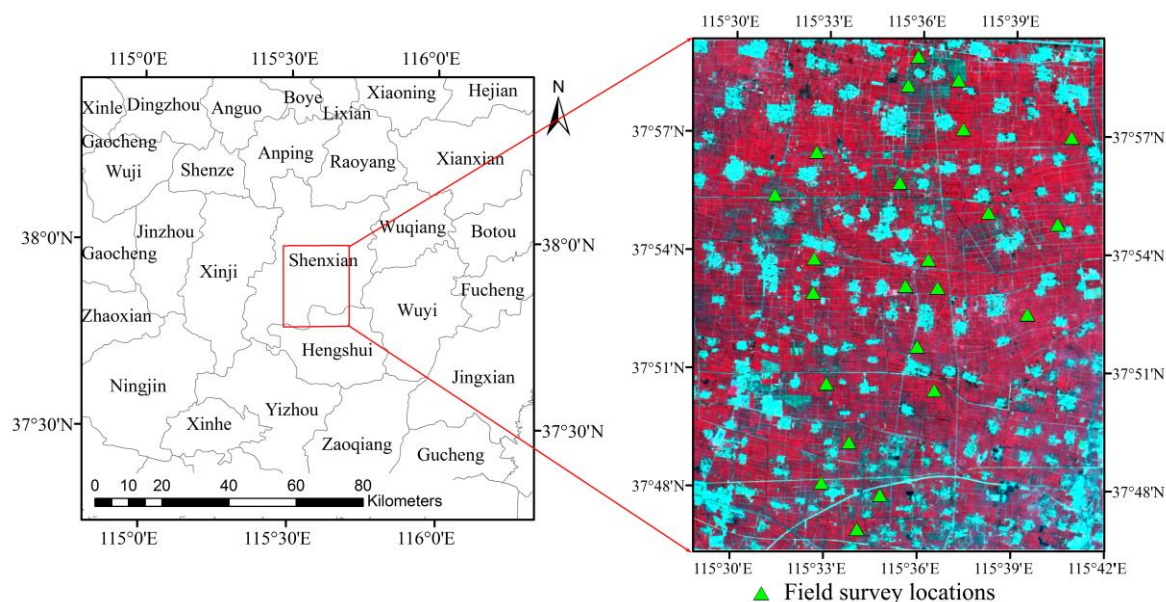 115°0'E 115°30'E 116°0'E
N
Xinle Dingzhou Anguo Boye Xiaoning Hejian
Lixian
Gaocheng Anping Raoyang Xianxian
Wuji Shenze
Jinzhou Wuqiang Botou
38°0'N 38°0'N
Gaocheng Xinji Shenxian
Fucheng
Zhaoxian Wuyi
Hengshui
Ningjin Jingxian
Yizhou
37°30'N Xinhe Zaoqiang 37°30'N
Gucheng
0 10 20 40 60 80
Kilometers
115°0'E 115°30'E 116°0'E
115°30'E 115°33'E 115°36'E 115°39'E
37°57'N 37°57'N
37°54'N 37°54'N
37°51'N 37°51'N
37°48'N 37°48'N
115°30'E 115°33'E 115°36'E 115°39'E 115°42'E
Field survey locations